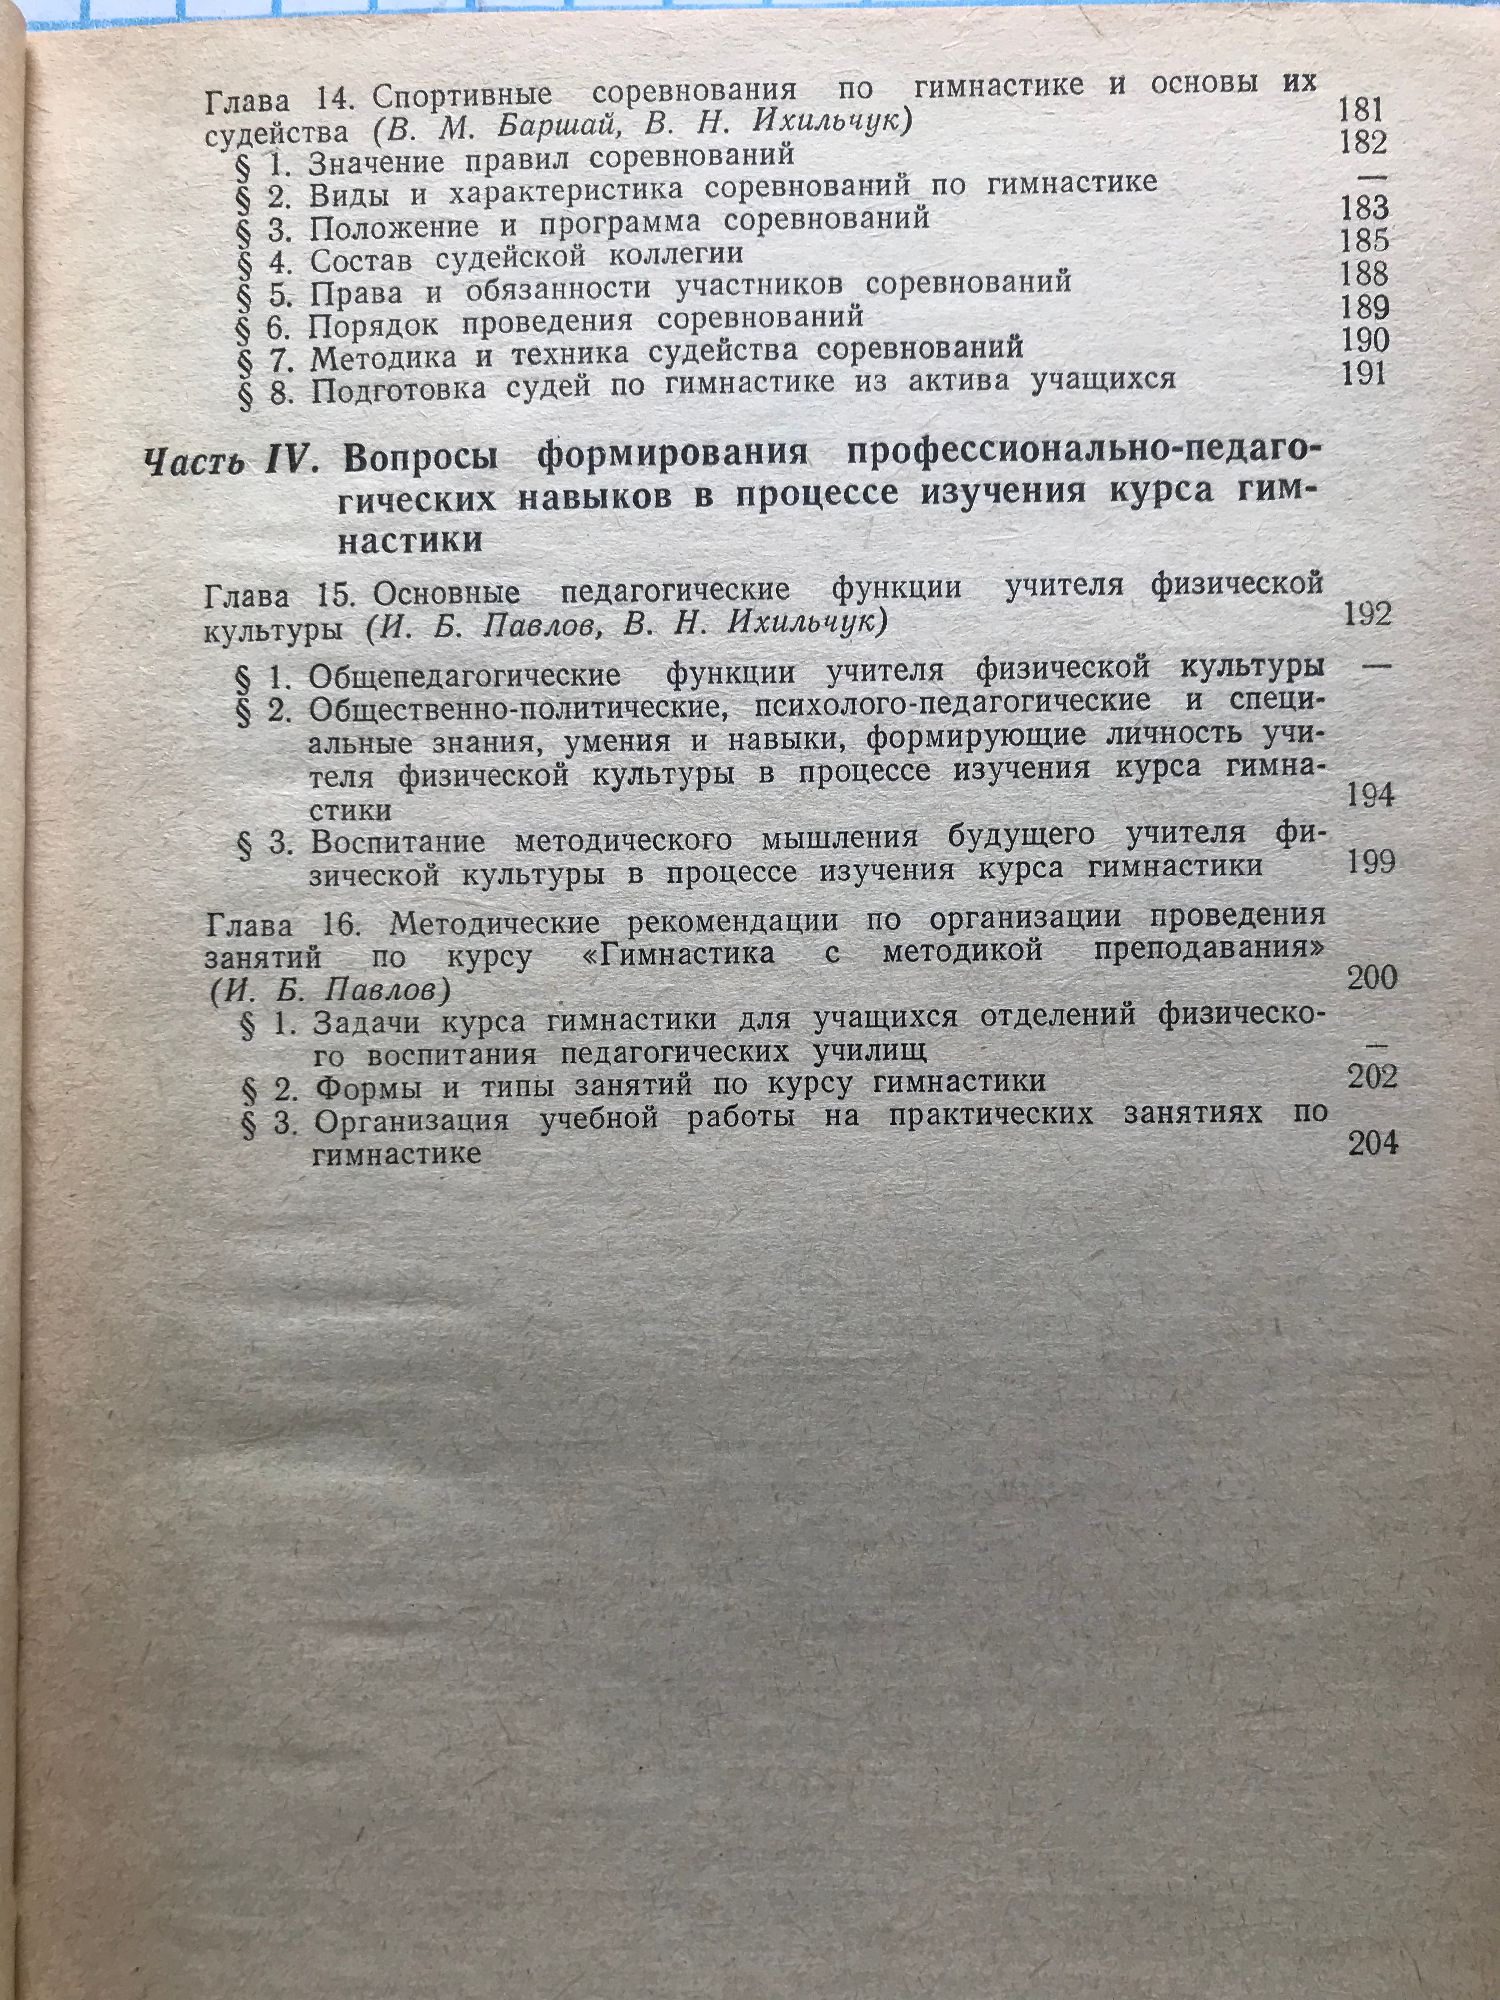 Глава 14. Спортивные соревнования по гимнастике и основы их
судейства (В. М. Баршай, В. Н. Ихильчук) 181
§ 1. Значение правил соревнований 182
§ 2. Виды и характеристика соревнований по гимнастике —
§ 3. Положение и программа соревнований 183
§ 4. Состав судейской коллегии 185
§ 5. Права и обязанности участников соревнований 188
§ 6. Порядок проведения соревнований 189
§ 7. Методика и техника судейства соревнований 190
§ 8. Подготовка судей по гимнастике из актива учащихся 191
Часть IV. Вопросы формирования профессионально-педаго-
гических навыков в процессе изучения курса гим-
настики
Глава 15. Основные педагогические функции учителя физической
культуры (И. Б. Павлов, В. Н. Ихильчук) 192
§ 1. Общепедагогические функции учителя физической культуры —
§ 2. Общественно-политические, психолого-педагогические и специ-
альные знания, умения и навыки, формирующие личность учи-
теля физической культуры в процессе изучения курса гимна-
стики 194
§ 3. Воспитание методического мышления будущего учителя фи-
зической культуры в процессе изучения курса гимнастики 199
Глава 16. Методические рекомендации по организации проведения
занятий по курсу «Гимнастика с методикой преподавания»
(И. Б. Павлов) 200
§ 1. Задачи курса гимнастики для учащихся отделений физическо-
го воспитания педагогических училищ —
§ 2. Формы и типы занятий по курсу гимнастики 202
§ 3. Организация учебной работы на практических занятиях по
гимнастике 204